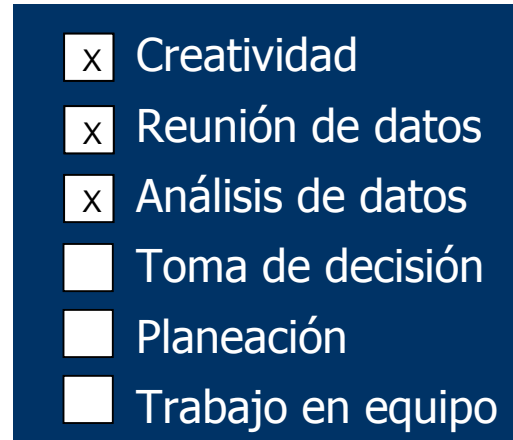 x Creatividad
x Reunión de datos
x Análisis de datos
Toma de decisión
Planeación
Trabajo en equipo